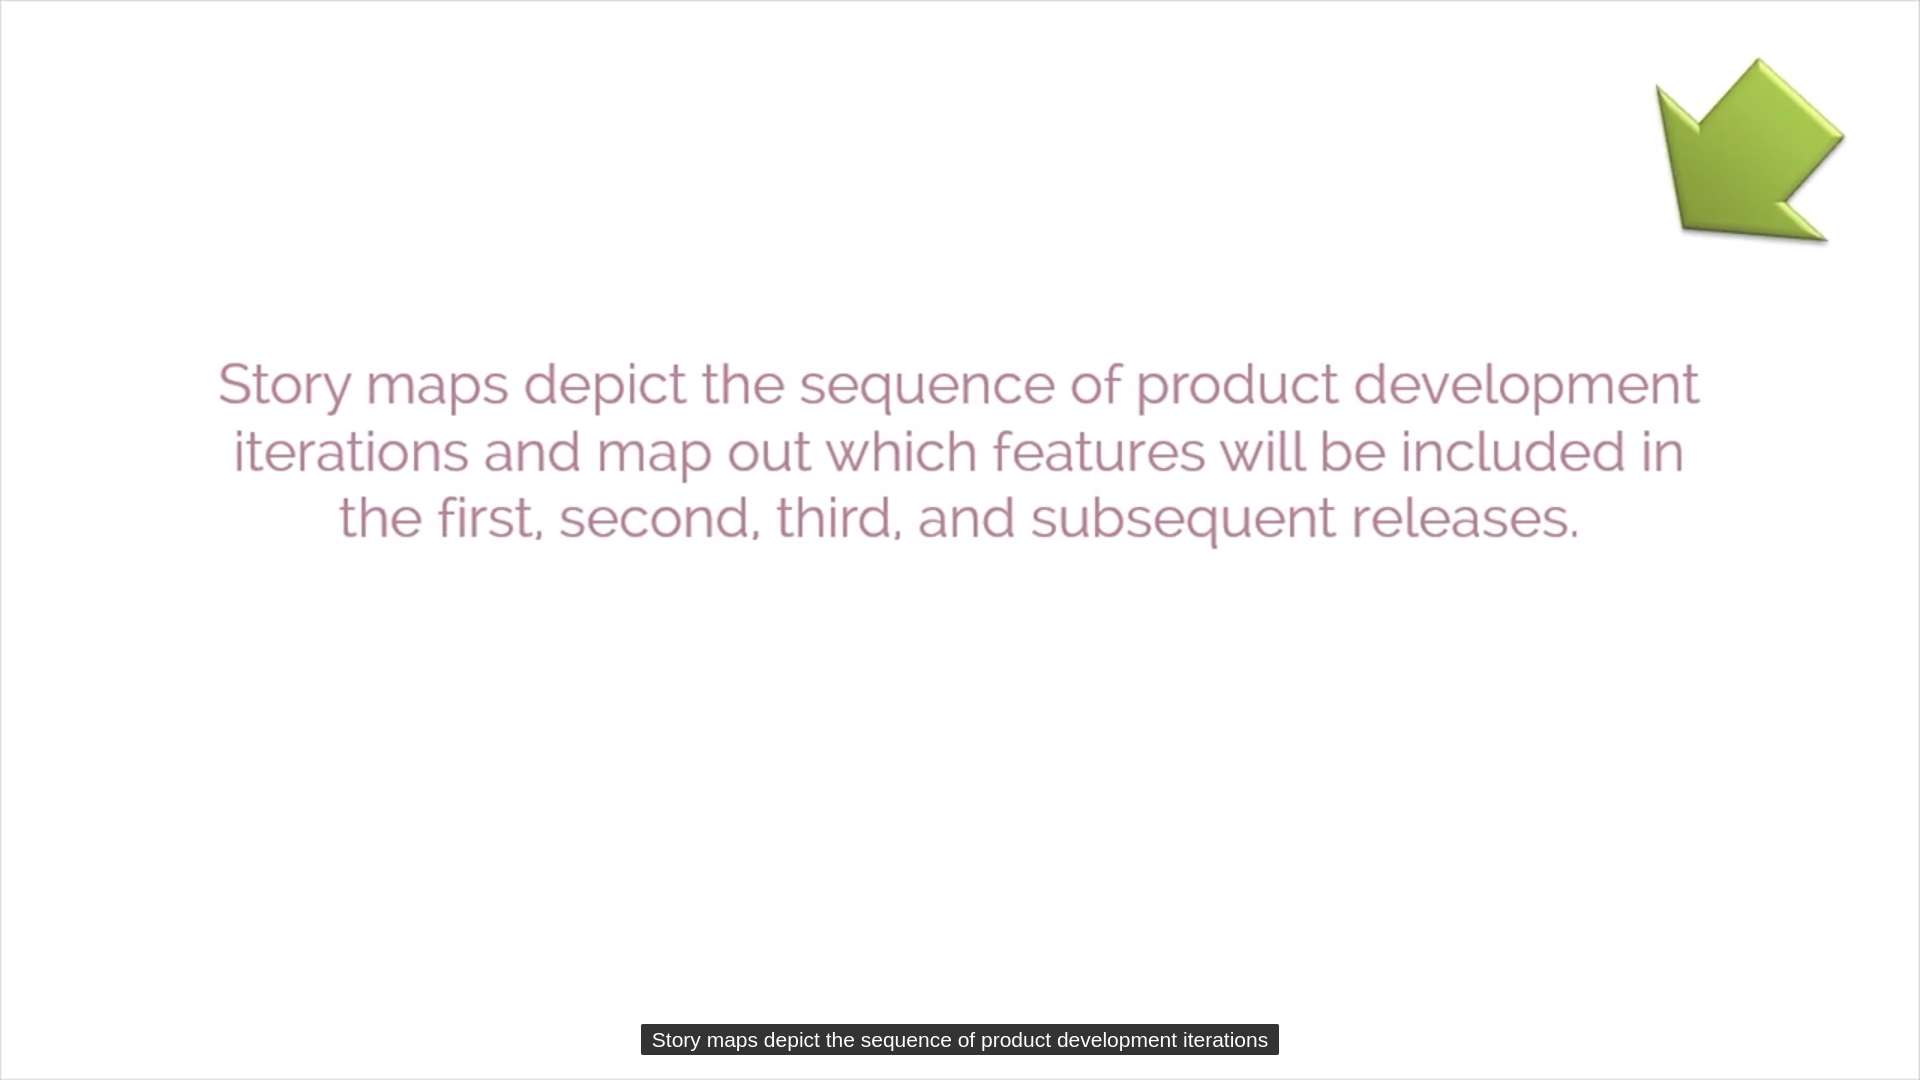 Story maps depict the sequence of product development
iterations and map out which features will be included in
the first, second, third, and subsequent releases.
Story maps depict the sequence of product development iterations